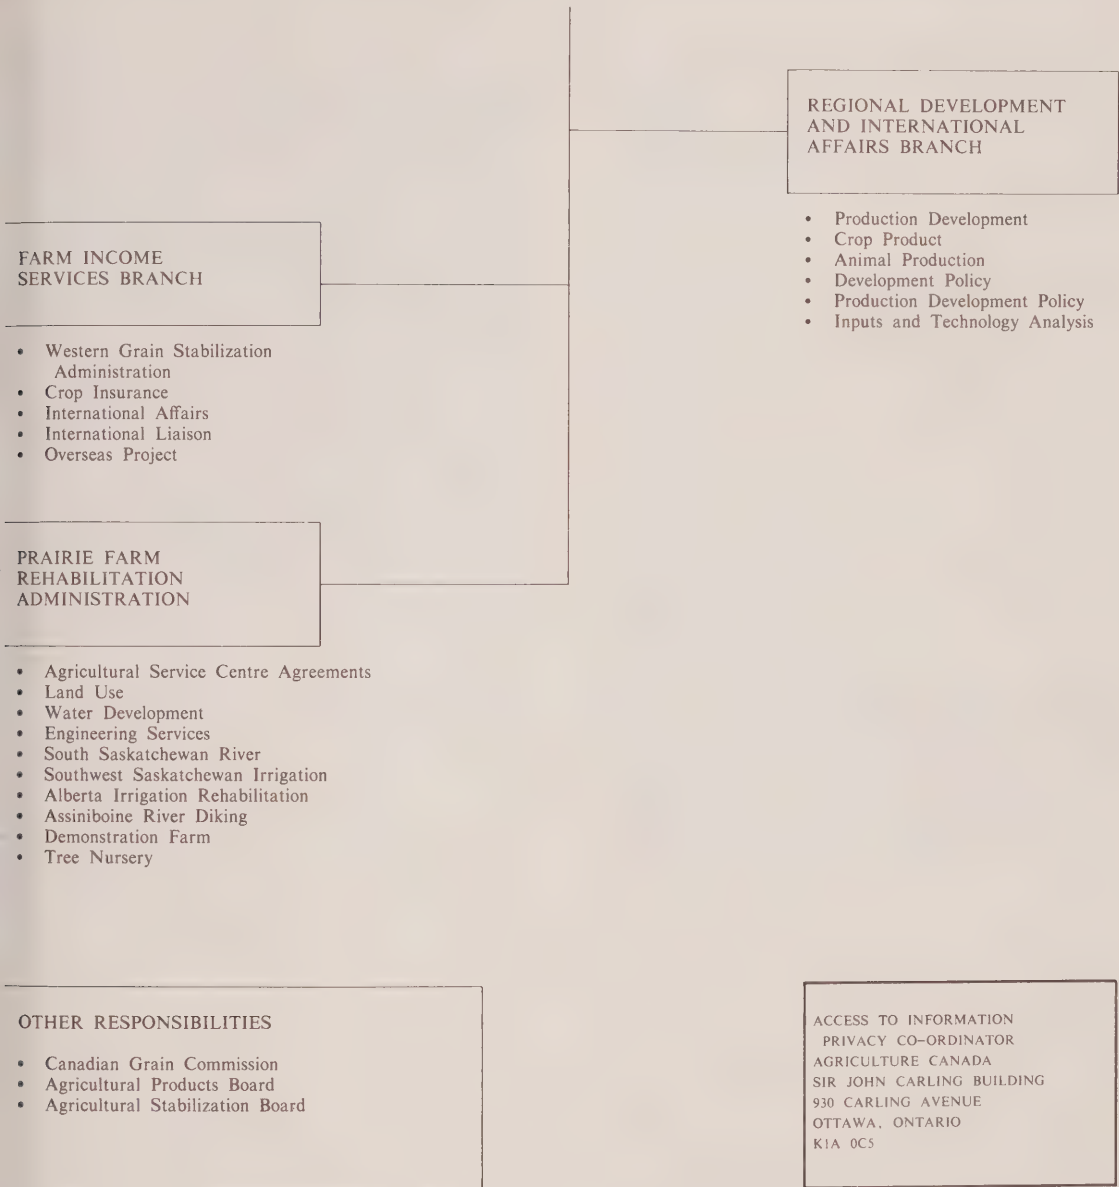 REGIONAL DEVELOPMENT
AND INTERNATIONAL
AFFAIRS BRANCH
• Production Development
• Crop Product
• Animal Production
• Development Policy
• Production Development Policy
• Inputs and Technology Analysis
FARM INCOME
SERVICES BRANCH
• Western Grain Stabilization
Administration
• Crop Insurance
• International Affairs
• International Liaison
• Overseas Project
PRAIRIE FARM
REHABILITATION
ADMINISTRATION
• Agricultural Service Centre Agreements
• Land Use
• Water Development
• Engineering Services
• South Saskatchewan River
• Southwest Saskatchewan Irrigation
• Alberta Irrigation Rehabilitation
• Assiniboine River Diking
• Demonstration Farm
• Tree Nursery
OTHER RESPONSIBILITIES
• Canadian Grain Commission
• Agricultural Products Board
• Agricultural Stabilization Board
ACCESS TO INFORMATION
PRIVACY CO-ORDINATOR
AGRICULTURE CANADA
SIR JOHN CARLING BUILDING
930 CARLING AVENUE
OTTAWA, ONTARIO
K1A 0C5